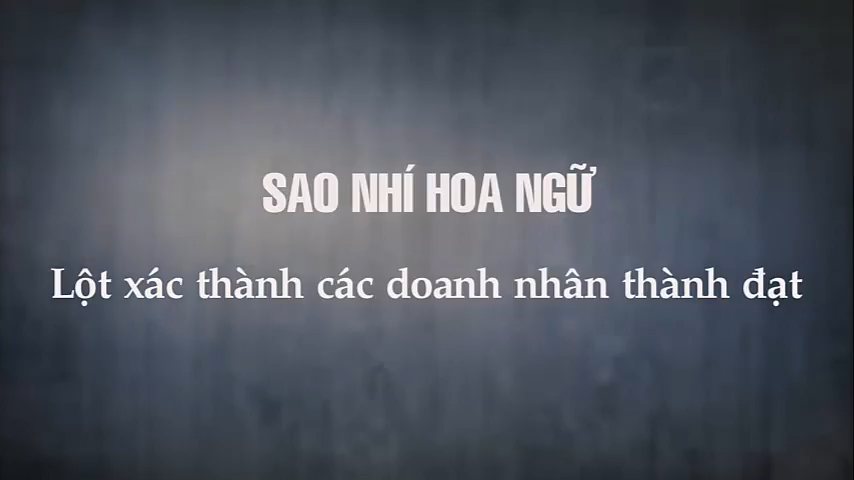 SAO NHÍ HOA NGỮ
Lột xác thành các doanh nhân thành đạt